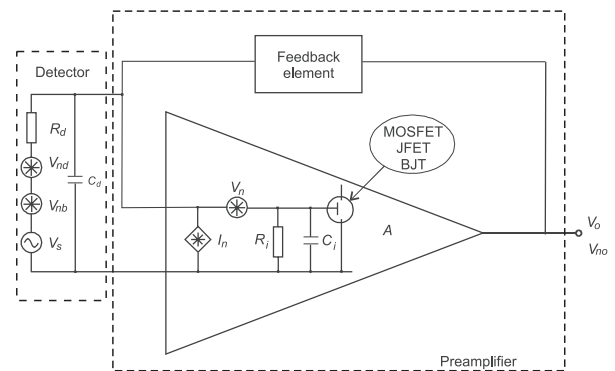 Feedback
element
Detector
R_d
V_nd
C_d
V_nb
V_s
MOSFET
JFET
BJT
V_n
I_n
R_i
C_i
A
V_o
V_no
Preamplifier